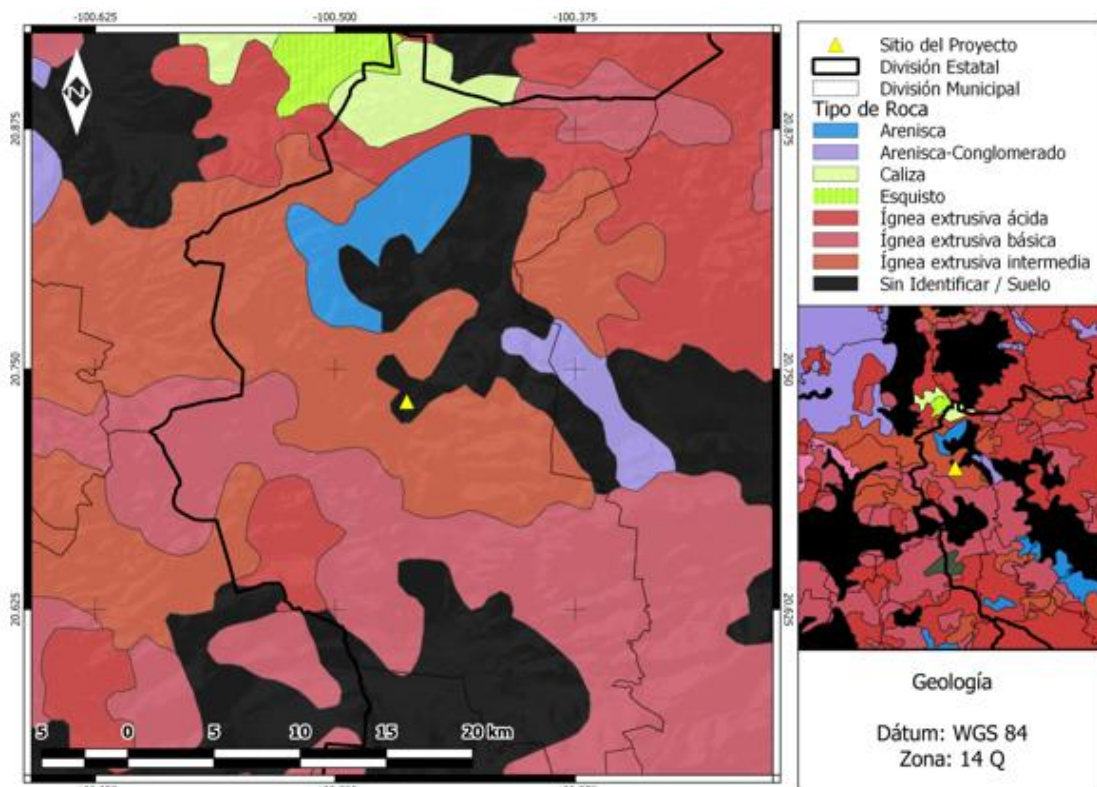 -100.625
-100.500
-100.375
20.875
20.875
20.750
20.750
20.625
20.625
N
5
0
5
10
15
20 km
Sitio del Proyecto
División Estatal
División Municipal
Tipo de Roca
Arenisca
Arenisca-Conglomerado
Caliza
Esquisto
Ígnea extrusiva ácida
Ígnea extrusiva básica
Ígnea extrusiva intermedia
Sin Identificar / Suelo
Geología
Dátum: WGS 84
Zona: 14 Q